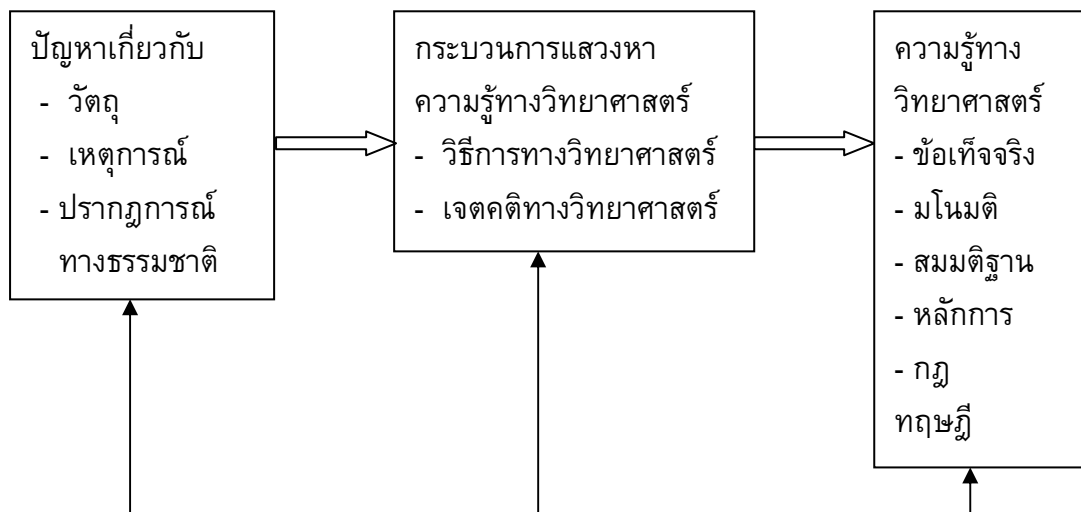 ปัญหาเกี่ยวกับ
- วัตถุ
- เหตุการณ์
- ปรากฏการณ์
ทางธรรมชาติ
กระบวนการแสวงหา
ความรู้ทางวิทยาศาสตร์
- วิธีการทางวิทยาศาสตร์
- เจตคติทางวิทยาศาสตร์
ความรู้ทาง
วิทยาศาสตร์
- ข้อเท็จจริง
- มโนมติ
- สมมติฐาน
- หลักการ
- กฎ
ทฤษฎี